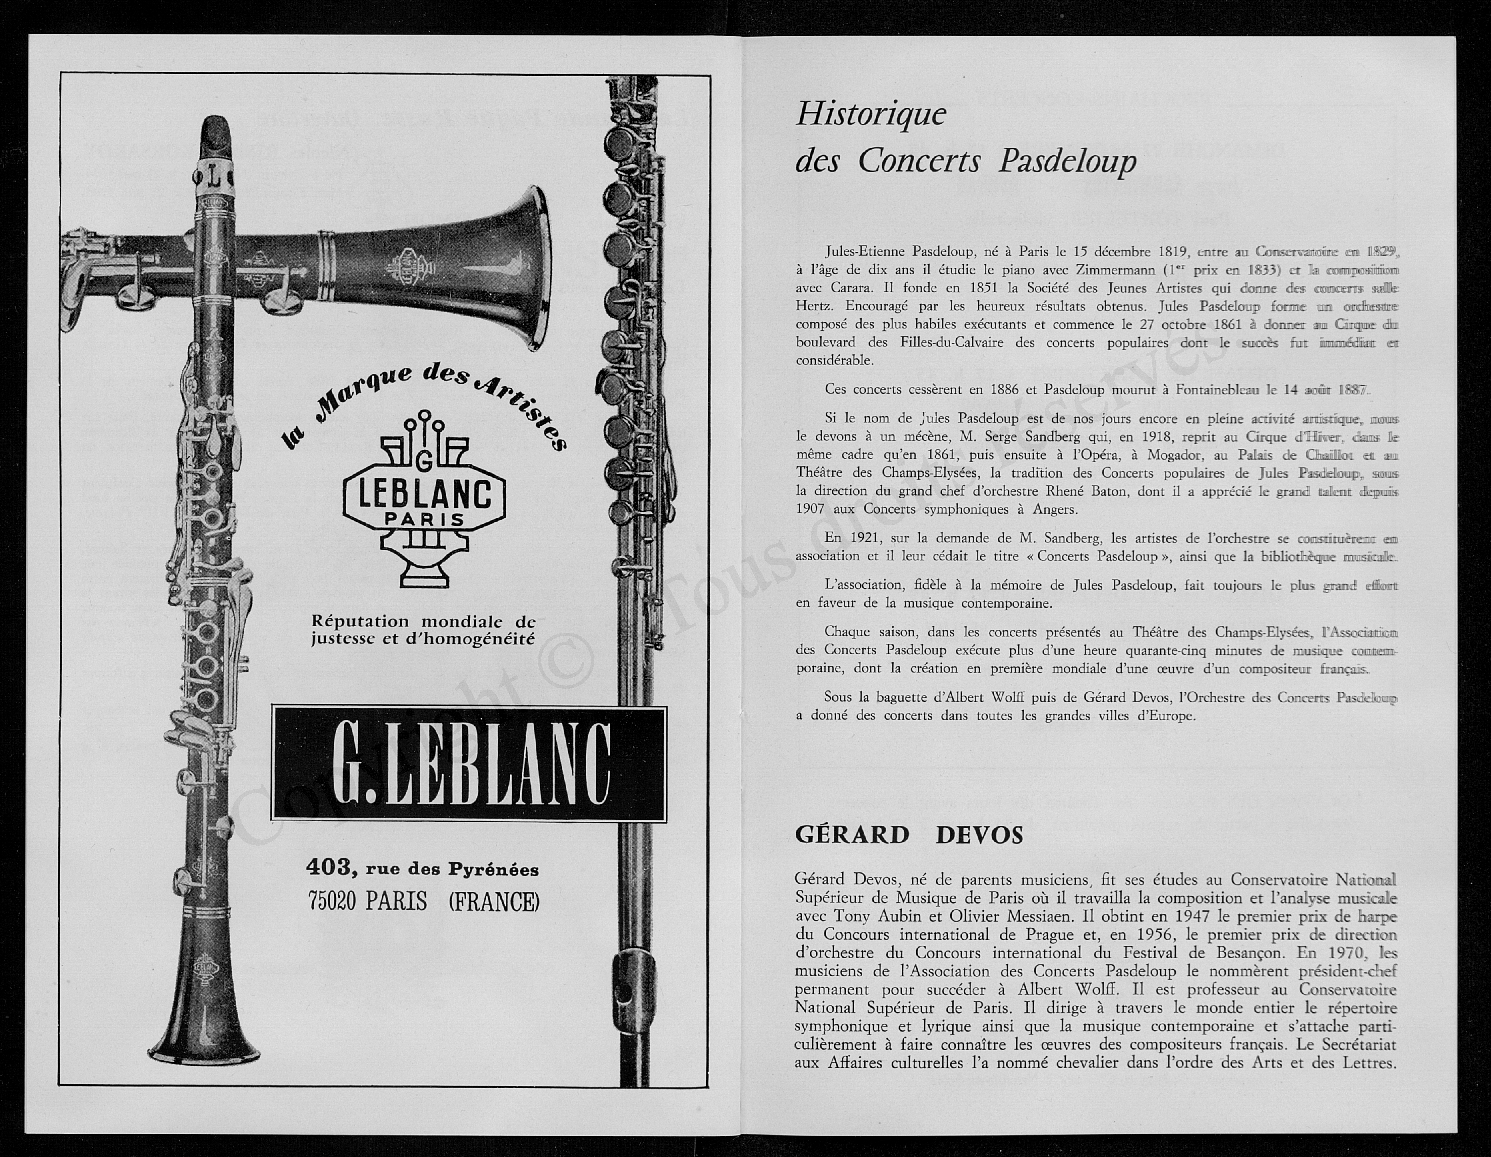 L
la Marque des Artistes
G
LEBLANC
PARIS
Réputation mondiale de
justesse et d'homogénéité
G. LEBLANC
403, rue des Pyrénées
75020 PARIS (FRANCE)
Historique
des Concerts Pasdeloup
Jules-Etienne Pasdeloup, né à Paris le 15 décembre 1819, entre au Conservatoire en 1829,
à l'âge de dix ans il étudie le piano avec Zimmermann (1er prix en 1833) et la composition
avec Carara. Il fonde en 1851 la Société des Jeunes Artistes qui donne des concerts salle
Hertz. Encouragé par les heureux résultats obtenus. Jules Pasdeloup forme un orchestre
composé des plus habiles exécutants et commence le 27 octobre 1861 à donner au Cirque du
boulevard des Filles-du-Calvaire des concerts populaires dont le succès fut immédiat et
considérable.
Ces concerts cessèrent en 1886 et Pasdeloup mourut à Fontainebleau le 14 août 1887.
Si le nom de Jules Pasdeloup est de nos jours encore en pleine activité artistique, nous
le devons à un mécène, M. Serge Sandberg qui, en 1918, reprit au Cirque d'Hiver, dans le
même cadre qu'en 1861, puis ensuite à l'Opéra, à Mogador, au Palais de Chaillot et au
Théâtre des Champs-Elysées, la tradition des Concerts populaires de Jules Pasdeloup, sous
la direction du grand chef d'orchestre Rhené Baton, dont il a apprécié le grand talent depuis
1907 aux Concerts symphoniques à Angers.
En 1921, sur la demande de M. Sandberg, les artistes de l'orchestre se constituèrent en
association et il leur cédait le titre « Concerts Pasdeloup », ainsi que la bibliothèque musicale.
L'association, fidèle à la mémoire de Jules Pasdeloup, fait toujours le plus grand effort
en faveur de la musique contemporaine.
Chaque saison, dans les concerts présentés au Théâtre des Champs-Elysées, l'Association
des Concerts Pasdeloup exécute plus d'une heure quarante-cinq minutes de musique contem-
poraine, dont la création en première mondiale d'une œuvre d'un compositeur français.
Sous la baguette d'Albert Wolff puis de Gérard Devos, l'Orchestre des Concerts Pasdeloup
a donné des concerts dans toutes les grandes villes d'Europe.
GÉRARD DEVOS
Gérard Devos, né de parents musiciens, fit ses études au Conservatoire National
Supérieur de Musique de Paris où il travailla la composition et l'analyse musicale
avec Tony Aubin et Olivier Messiaen. Il obtint en 1947 le premier prix de harpe
du Concours international de Prague et, en 1956, le premier prix de direction
d'orchestre du Concours international du Festival de Besançon. En 1970, les
musiciens de l'Association des Concerts Pasdeloup le nommèrent président-chef
permanent pour succéder à Albert Wolff. Il est professeur au Conservatoire
National Supérieur de Paris. Il dirige à travers le monde entier le répertoire
symphonique et lyrique ainsi que la musique contemporaine et s'attache parti-
culièrement à faire connaître les œuvres des compositeurs français. Le Secrétariat
aux Affaires culturelles l'a nommé chevalier dans l'ordre des Arts et des Lettres.
Copyright © Tous droits réservés